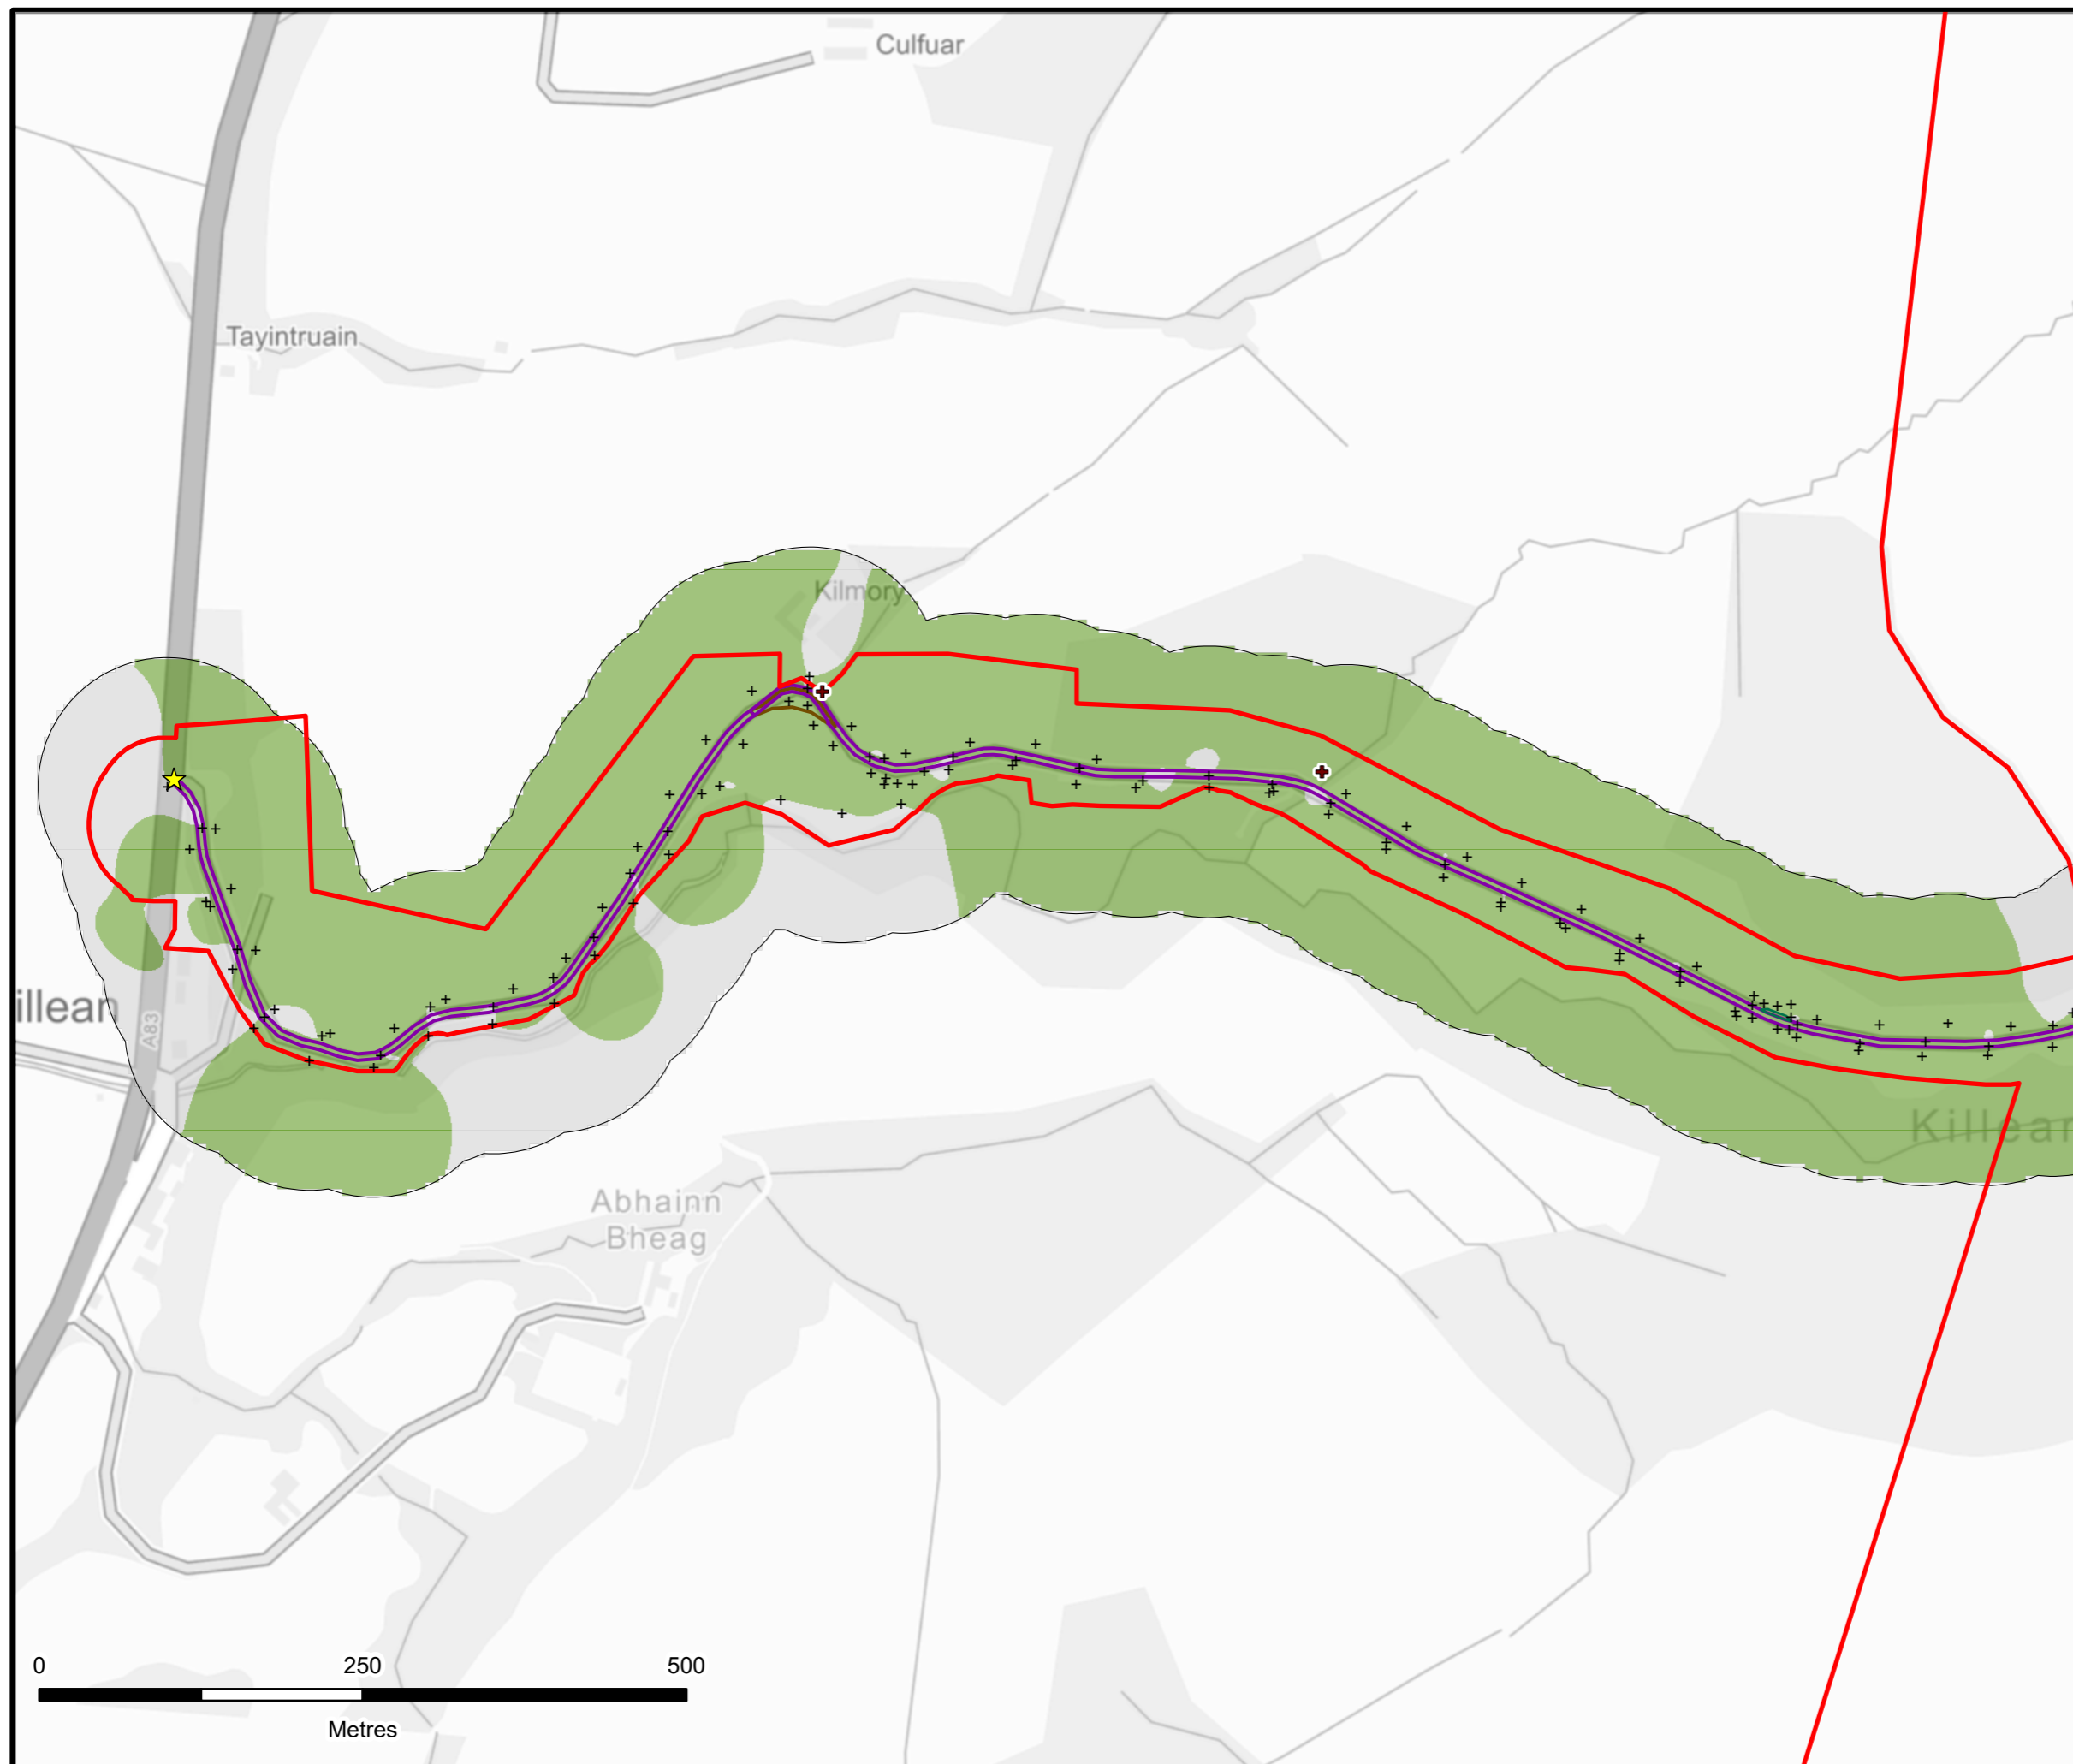 Culfuar
Tayintruain
Kilmory
illean
A83
Killear
Abhainn
Bheag
0 250 500
Metres